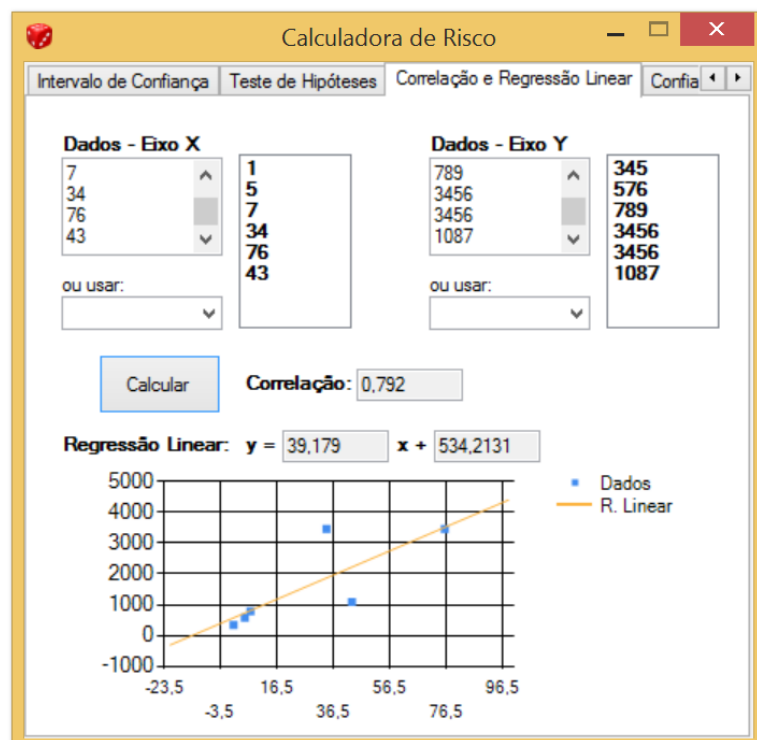 Calculadora de Risco
Intervalo de Confiança Teste de Hipóteses Correlação e Regressão Linear Confia
Dados - Eixo X
7
34
76
43
1
5
7
34
76
43
ou usar:
Dados - Eixo Y
789
3456
3456
1087
345
576
789
3456
3456
1087
ou usar:
Calcular Correlação: 0,792
Regressão Linear: y = 39,179 x + 534,2131
5000
4000
3000
2000
1000
0
-1000
-23,5 16,5 56,5 96,5
-3,5 36,5 76,5
Dados
R. Linear